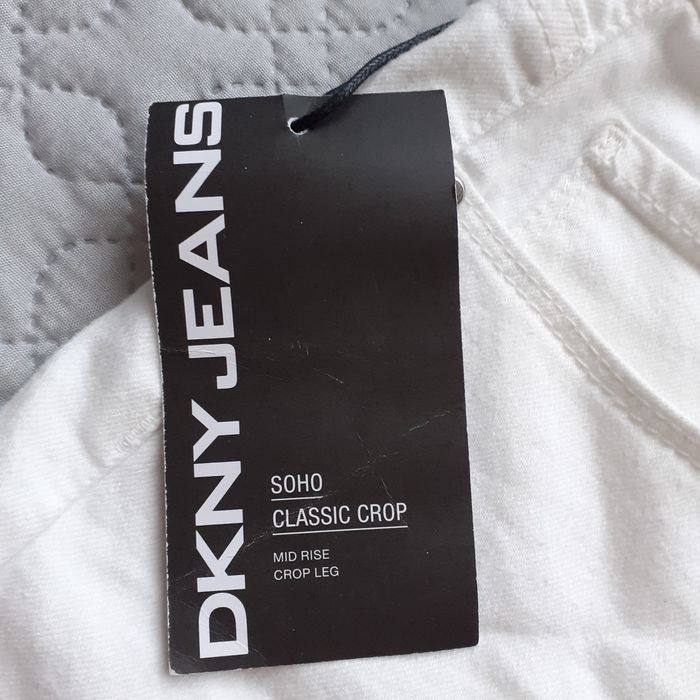 DKNY JEANS
SOHO
CLASSIC CROP
MID RISE
CROP LEG